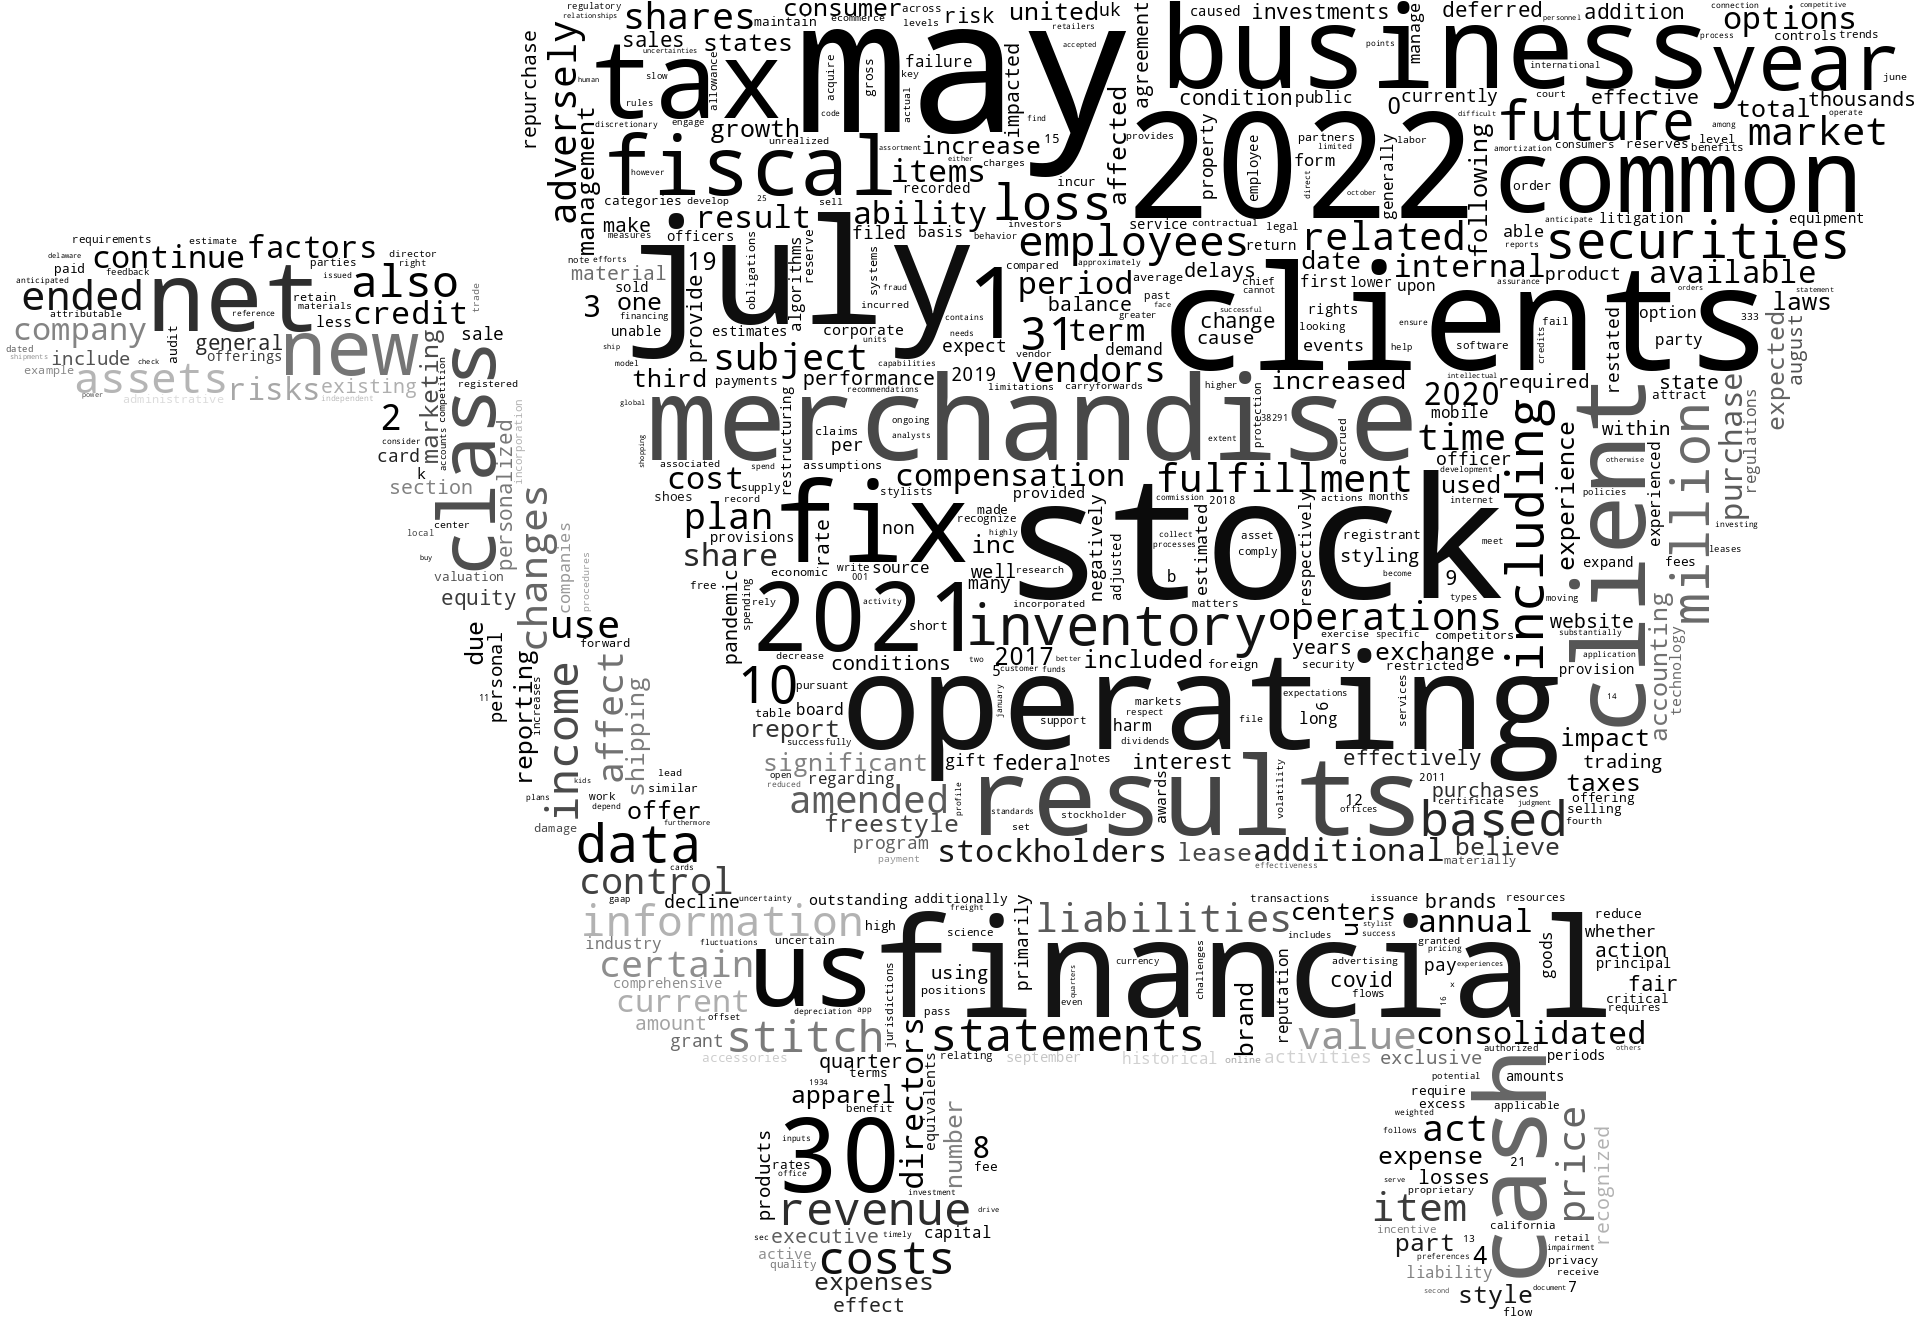 regulatory shares consumer across risk united uk caused investments deferred personnel addition connection competitive
relationships maintain ecommerce levels retailers points manage options
repurchase adversely sales states may accepted agreement business process controls trends
uncertainties human slow tax allowance acquire gross key failure actual impacted international year june
rules code condition public 0 currently court effective total thousands
management discretionary engage growth unrealized find 2022 difficult future among operate
fiscal assortment increase 15 affected provides property employee partners limited labor amortization consumers reserves level benefits market
however items either charges form generally following common
categories develop 25 sell recorded incur loss direct october order
make result ability investors service contractual legal anticipate litigation equipment
requirements estimate factors director measures officers july filed basis behavior employees return related able reports securities
delaware continue feedback parties right note efforts obligations algorithms reserve systems compared approximately
anticipated paid net issued also material 19 fraud 1 period average delays chief cannot date first lower internal upon product assurance available statement
ended retain materials trade sold provide incurred balance past face clients orders laws
attributable reference less credit 3 one financing contains greater successful rights option 333
company audit general new sale unable estimates corporate needs 31 term change looking ensure fail restated party expected august
dated shipments include check offerings marketing class ship units expect vendor demand cause events help software credits
example assets risks existing registered model subject capabilities vendors intellectual
power administrative independent competition third payments performance 2019 limitations carryforwards higher increased 2020 required state
2 incorporation global restructuring merchandise recommendations protection 38291 mobile including client attract purchase regulations
consider accounts personalized shopping claims ongoing analysts extent accrued time experience within million
card per associated spend assumptions compensation fulfillment officer otherwise experienced
k section cost supply fix stylists provided commission 2018 actions months development used policies
changes shoes record stock internet investing
center plan non made recognize negatively estimated respectively asset registrant meet
local companies provisions rate highly adjusted collect processes comply styling leases
buy procedures share inc b become 9 expand fees
valuation economic write source well research types moving
equity free pandemic 001 many incorporated matters operations website accounting
use spending rely 2021 activity short inventory exercise specific competitors substantially technology
due forward decrease conditions two 2017 better included foreign years security exchange restricted application provision
personal income affect 10 pursuant 5 customer funds operating expectations services 14
11 reporting increases shipping table board january support markets respect harm file 6 long
report successfully dividends impact
significant gift federal notes interest effectively trading
kids lead similar open reduced regarding results volatility 2011 purchases taxes
plans work depend offer amended profile standards awards 12 offices certificate judgment offering selling
damage furthermore freestyle set stockholder based fourth
data program stockholders lease additional believe
cards payment effectiveness materially
control
gaap decline uncertainty outstanding additionally primarily transactions issuance brands resources
information high freight liabilities centers u stylist annual reduce
industry fluctuations uncertain us science financial includes success granted goods whether
certain using currency challenges advertising pricing pay experiences action principal
comprehensive jurisdictions positions quarters reputation covid flows x fair
current depreciation app even brand 16 critical
amount offset pass requires
grant stitch directors statements value consolidated
accessories quarter relating september historical online activities exclusive authorized periods others
terms equivalents potential cash amounts
1934 apparel require
benefit number excess applicable
weighted price recognized
products inputs 30 8 follows act
rates fee expense 21
office serve losses
investment proprietary
revenue drive item california
sec executive timely capital incentive retail
active costs part 13 impairment
quality preferences 4 privacy
expenses liability receive
effect second style document 7
flow